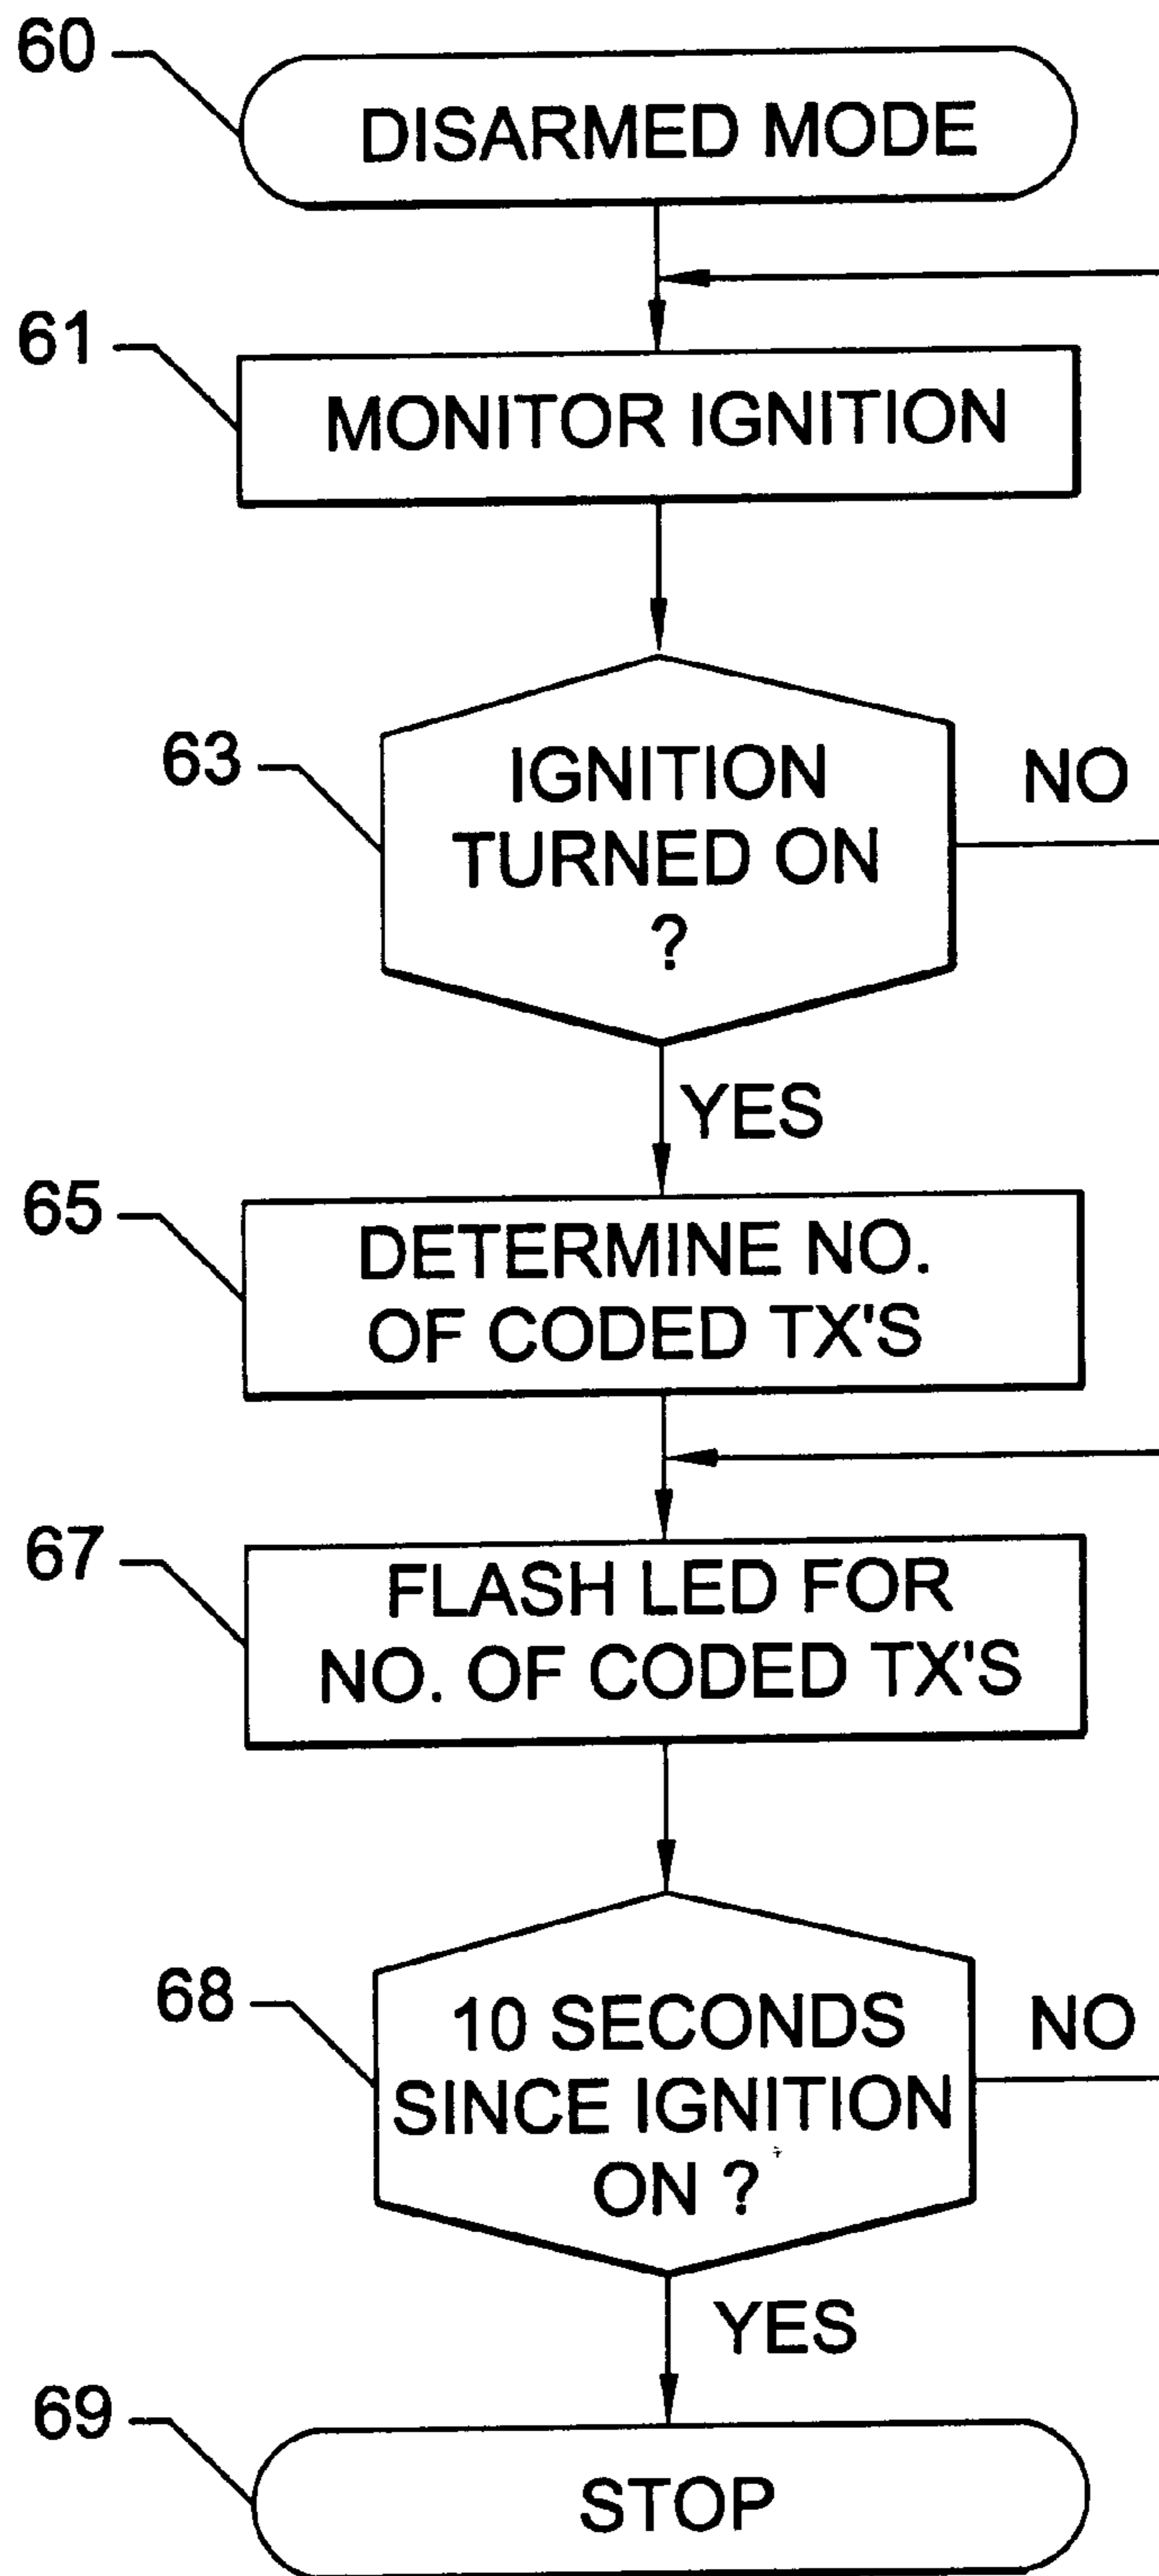 60
DISARMED MODE
61
MONITOR IGNITION
63
IGNITION
TURNED ON
?
NO
YES
65
DETERMINE NO.
OF CODED TX'S
67
FLASH LED FOR
NO. OF CODED TX'S
68
10 SECONDS
SINCE IGNITION
ON ?
NO
YES
69
STOP